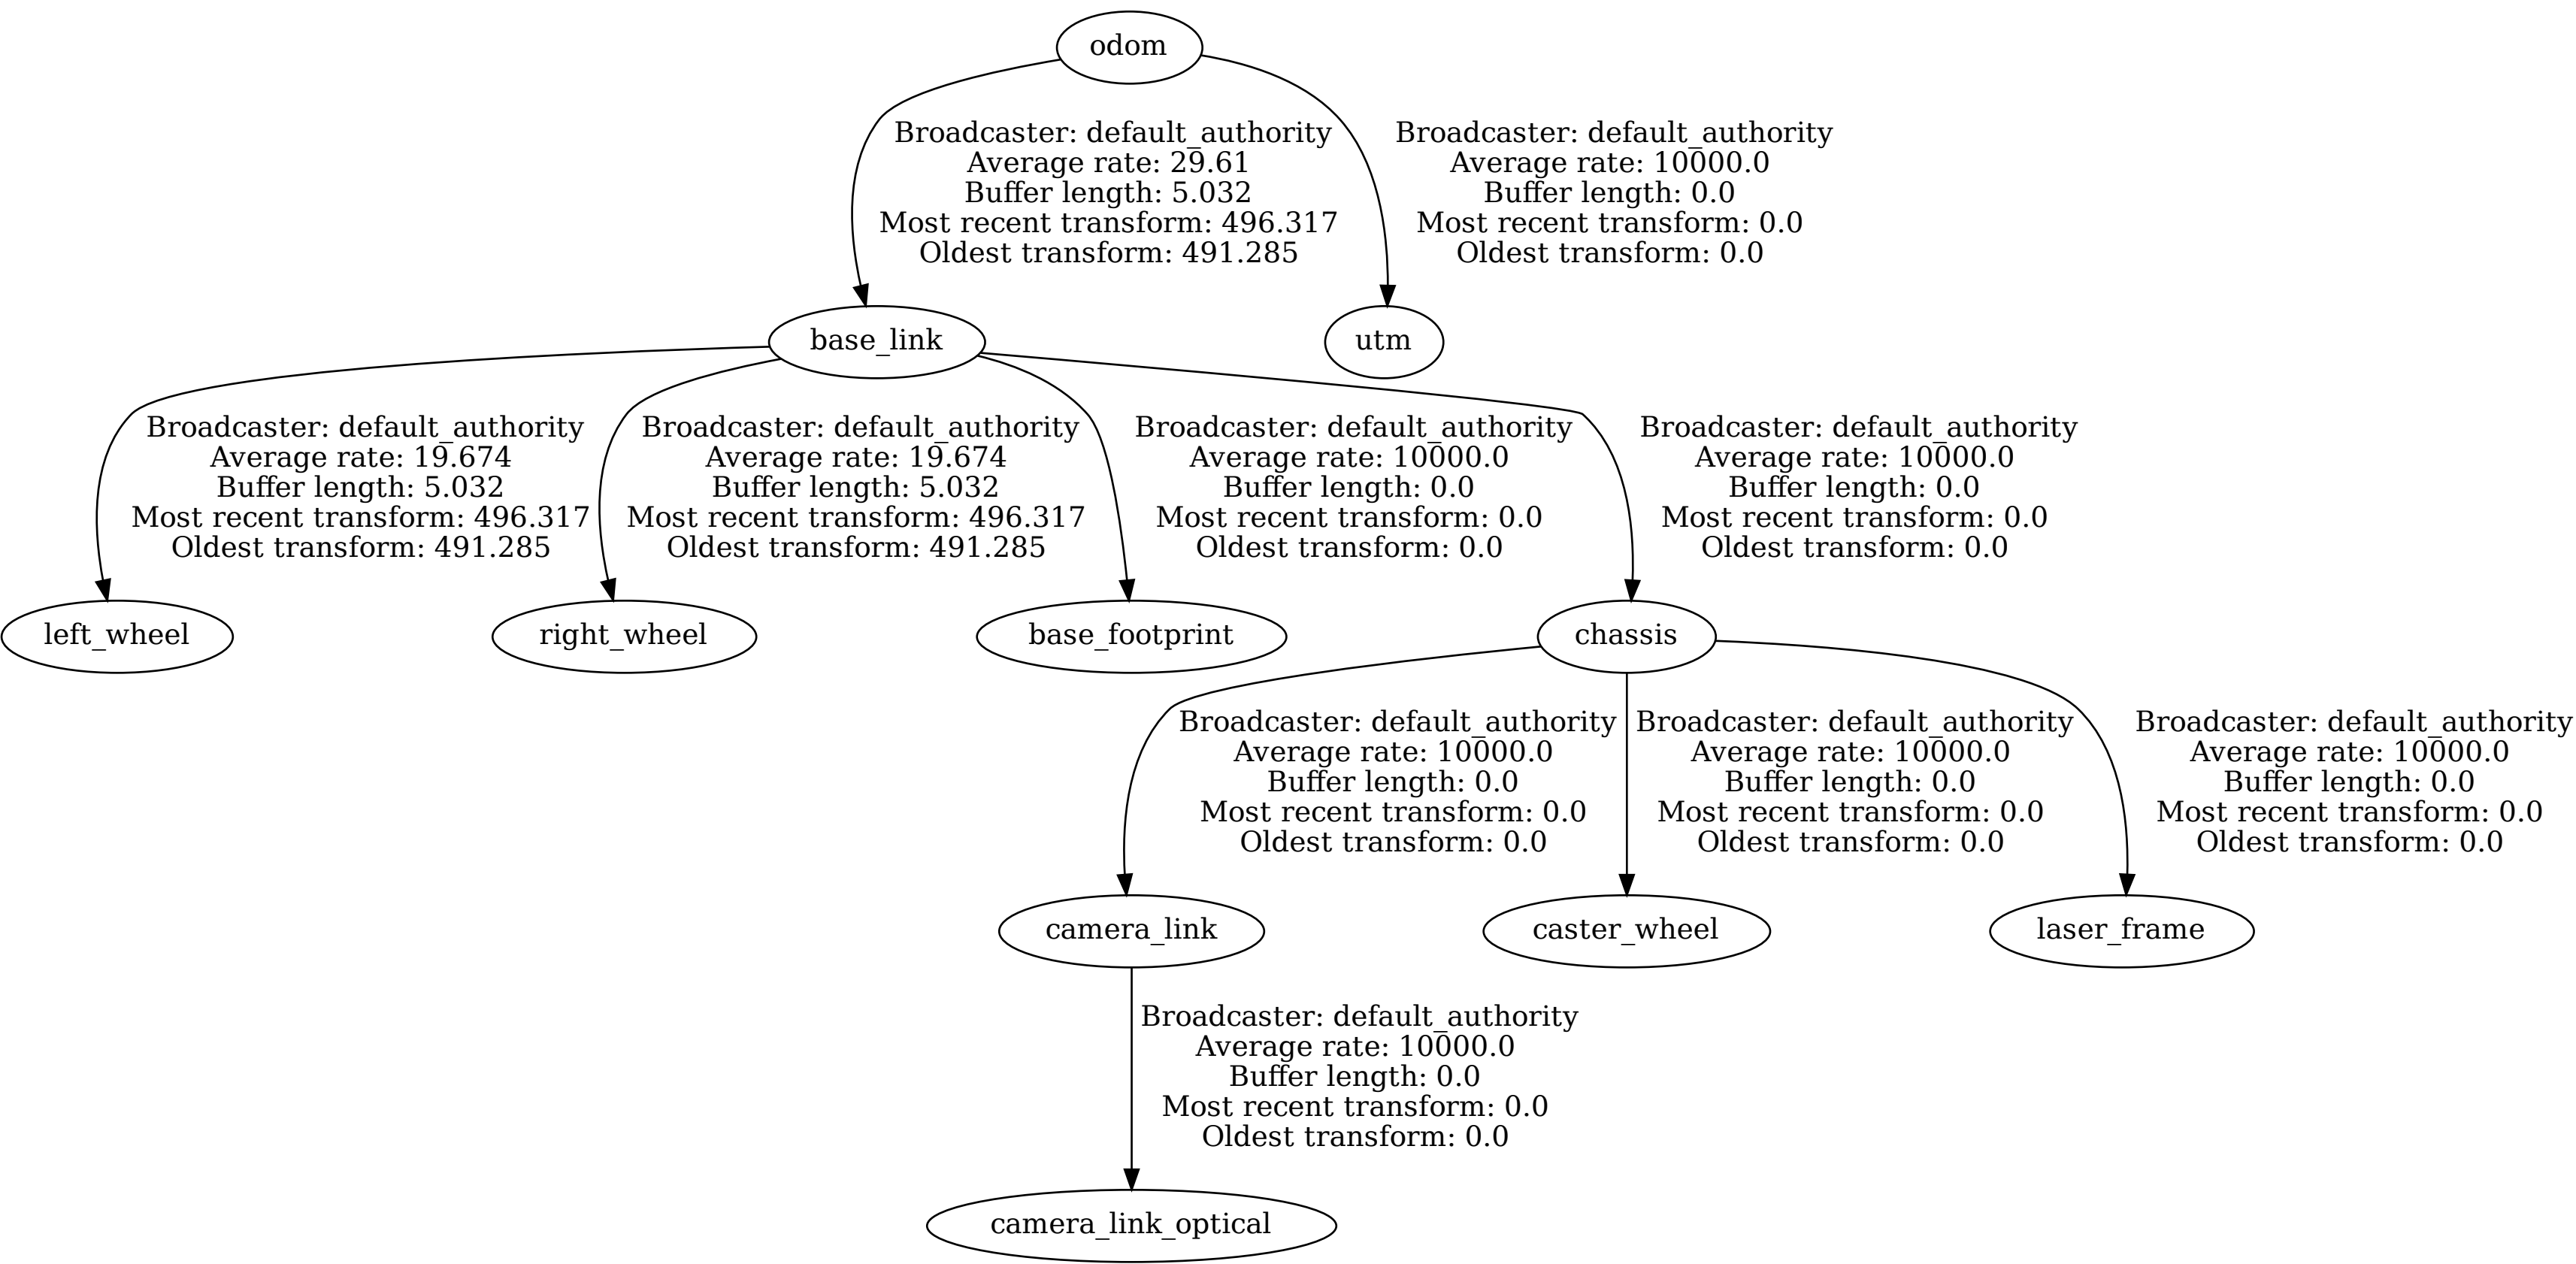 odom
Broadcaster: default_authority
Average rate: 29.61
Buffer length: 5.032
Most recent transform: 496.317
Oldest transform: 491.285
Broadcaster: default_authority
Average rate: 10000.0
Buffer length: 0.0
Most recent transform: 0.0
Oldest transform: 0.0
base_link
utm
Broadcaster: default_authority
Average rate: 19.674
Buffer length: 5.032
Most recent transform: 496.317
Oldest transform: 491.285
Broadcaster: default_authority
Average rate: 19.674
Buffer length: 5.032
Most recent transform: 496.317
Oldest transform: 491.285
Broadcaster: default_authority
Average rate: 10000.0
Buffer length: 0.0
Most recent transform: 0.0
Oldest transform: 0.0
Broadcaster: default_authority
Average rate: 10000.0
Buffer length: 0.0
Most recent transform: 0.0
Oldest transform: 0.0
left_wheel
right_wheel
base_footprint
chassis
Broadcaster: default_authority
Average rate: 10000.0
Buffer length: 0.0
Most recent transform: 0.0
Oldest transform: 0.0
Broadcaster: default_authority
Average rate: 10000.0
Buffer length: 0.0
Most recent transform: 0.0
Oldest transform: 0.0
Broadcaster: default_authority
Average rate: 10000.0
Buffer length: 0.0
Most recent transform: 0.0
Oldest transform: 0.0
camera_link
caster_wheel
laser_frame
Broadcaster: default_authority
Average rate: 10000.0
Buffer length: 0.0
Most recent transform: 0.0
Oldest transform: 0.0
camera_link_optical